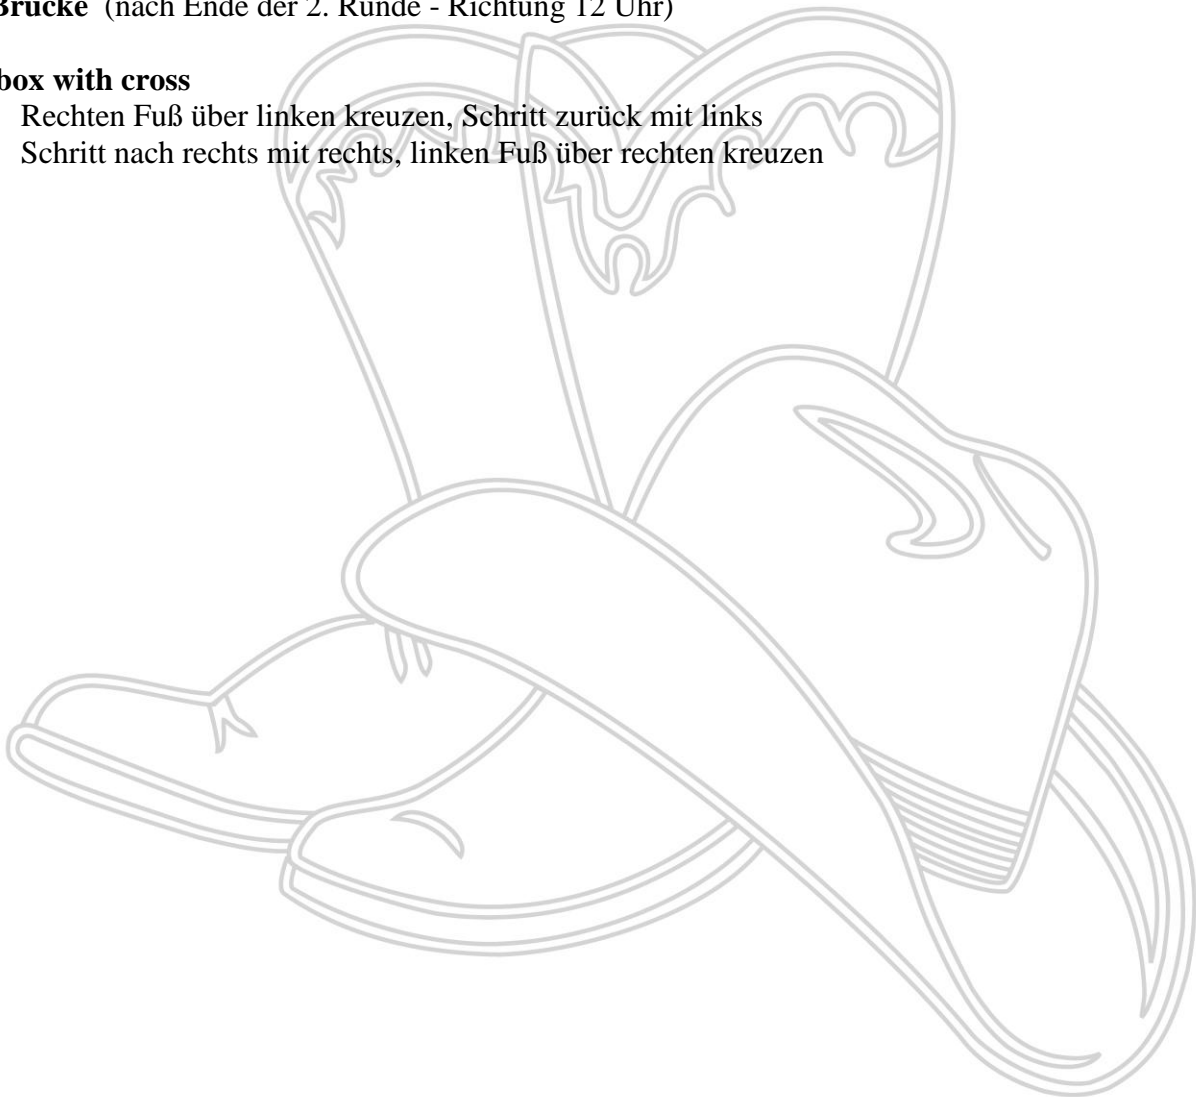 Brücke (nach Ende der 2. Runde - Richtung 12 Uhr)
box with cross
Rechten Fuß über linken kreuzen, Schritt zurück mit links
Schritt nach rechts mit rechts, linken Fuß über rechten kreuzen